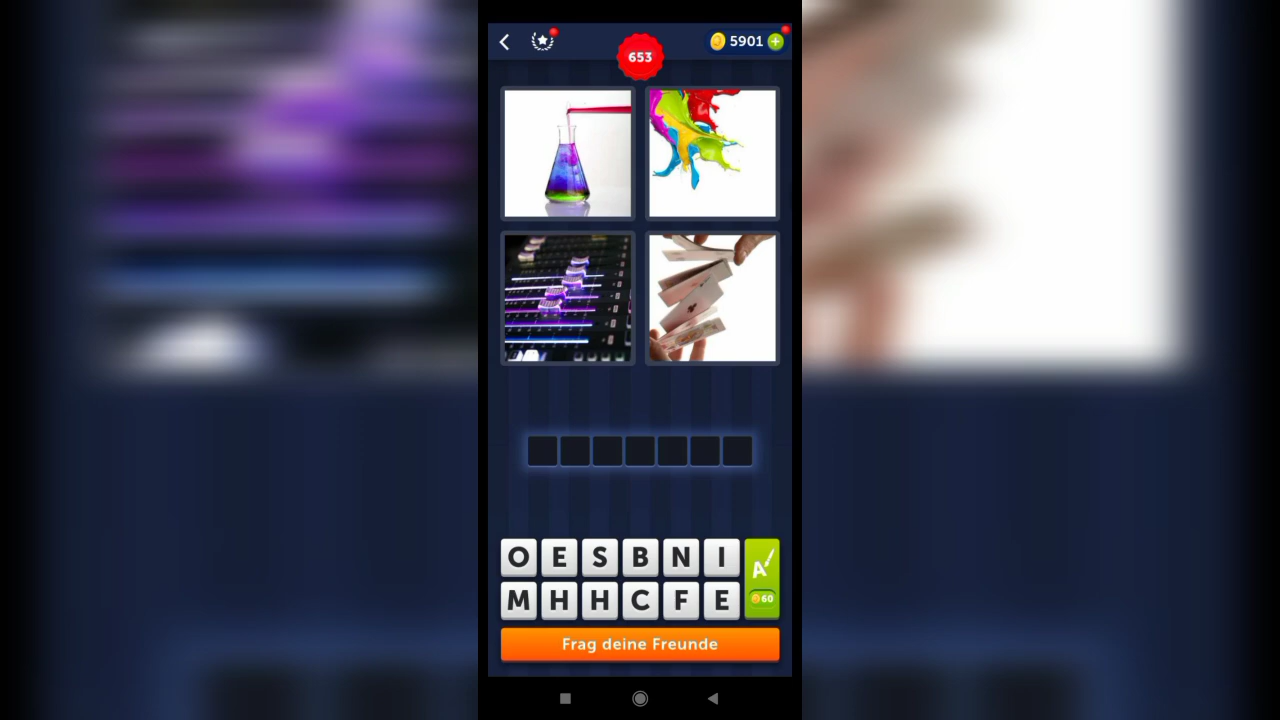 653
5901
O E S B N I
M H H C F E
A
60
Frag deine Freunde